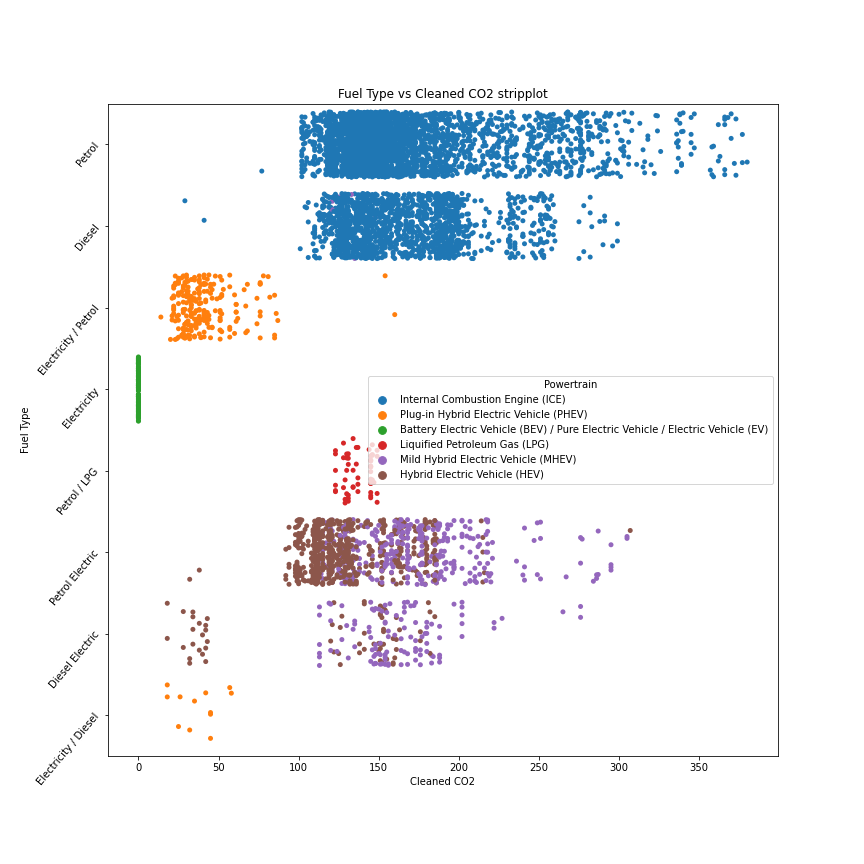 Fuel Type vs Cleaned CO2 stripplot
Fuel Type
Petrol
Diesel
Electricity / Petrol
Electricity
Petrol / LPG
Petrol Electric
Diesel Electric
Electricity / Diesel
Powertrain
Internal Combustion Engine (ICE)
Plug-in Hybrid Electric Vehicle (PHEV)
Battery Electric Vehicle (BEV) / Pure Electric Vehicle / Electric Vehicle (EV)
Liquified Petroleum Gas (LPG)
Mild Hybrid Electric Vehicle (MHEV)
Hybrid Electric Vehicle (HEV)
0 50 100 150 200 250 300 350
Cleaned CO2